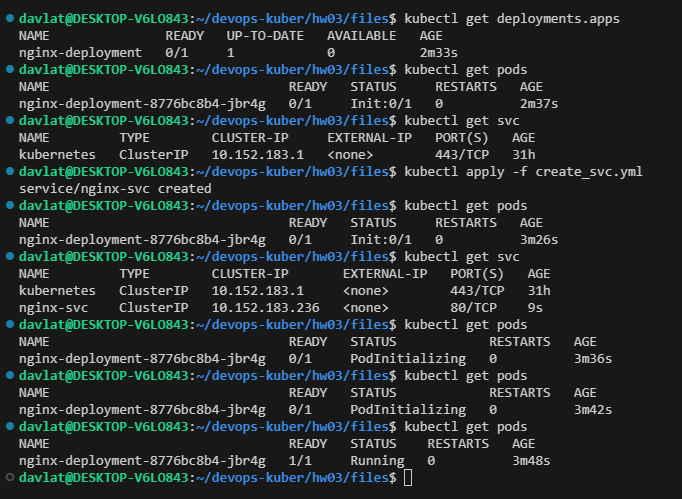 davlat@DESKTOP-V6LO843:~/devops-kuber/hw03/files$ kubectl get deployments.apps
NAME               READY   UP-TO-DATE   AVAILABLE   AGE
nginx-deployment   0/1     1            0           2m33s
davlat@DESKTOP-V6LO843:~/devops-kuber/hw03/files$ kubectl get pods
NAME                                READY   STATUS     RESTARTS   AGE
nginx-deployment-8776bc8b4-jbr4g   0/1     Init:0/1   0          2m37s
davlat@DESKTOP-V6LO843:~/devops-kuber/hw03/files$ kubectl get svc
NAME         TYPE        CLUSTER-IP     EXTERNAL-IP   PORT(S)   AGE
kubernetes   ClusterIP   10.152.183.1   <none>        443/TCP   31h
davlat@DESKTOP-V6LO843:~/devops-kuber/hw03/files$ kubectl apply -f create_svc.yml
service/nginx-svc created
davlat@DESKTOP-V6LO843:~/devops-kuber/hw03/files$ kubectl get pods
NAME                               READY   STATUS     RESTARTS   AGE
nginx-deployment-8776bc8b4-jbr4g   0/1     Init:0/1   0          3m26s
davlat@DESKTOP-V6LO843:~/devops-kuber/hw03/files$ kubectl get svc
NAME         TYPE        CLUSTER-IP       EXTERNAL-IP   PORT(S)   AGE
kubernetes   ClusterIP   10.152.183.1     <none>        443/TCP   31h
nginx-svc    ClusterIP   10.152.183.236   <none>        80/TCP    9s
davlat@DESKTOP-V6LO843:~/devops-kuber/hw03/files$ kubectl get pods
NAME                               READY   STATUS            RESTARTS   AGE
nginx-deployment-8776bc8b4-jbr4g   0/1     PodInitializing   0          3m36s
davlat@DESKTOP-V6LO843:~/devops-kuber/hw03/files$ kubectl get pods
NAME                               READY   STATUS            RESTARTS   AGE
nginx-deployment-8776bc8b4-jbr4g   0/1     PodInitializing   0          3m42s
davlat@DESKTOP-V6LO843:~/devops-kuber/hw03/files$ kubectl get pods
NAME                               READY   STATUS    RESTARTS   AGE
nginx-deployment-8776bc8b4-jbr4g   1/1     Running   0          3m48s
davlat@DESKTOP-V6LO843:~/devops-kuber/hw03/files$